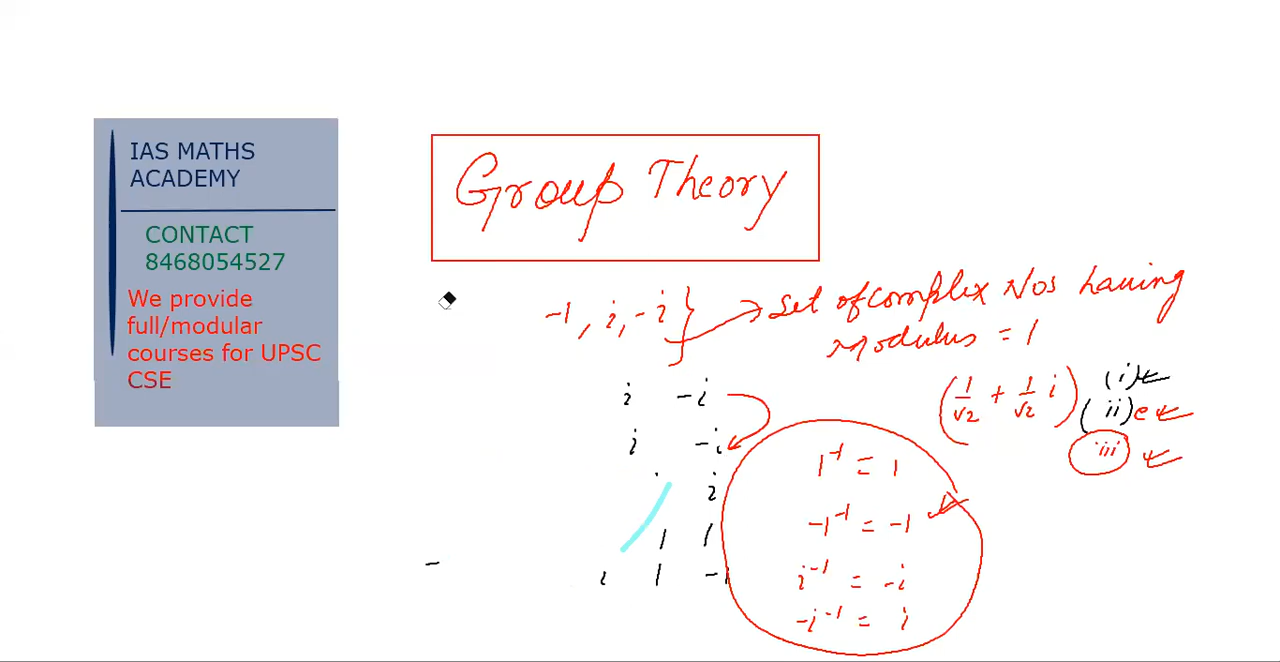 IAS MATHS
ACADEMY
CONTACT
8468054527
We provide
full/modular
courses for UPSC
CSE
Group Theory
-1, i, -i } → Set of complex Nos having
Modulus = 1
(1/√2 + 1/√2 i)
(i)
(ii) e
iii
i -i
i -i
i
1 1
- i 1 -1
1⁻¹ = 1
-1⁻¹ = -1
i⁻¹ = -i
-i⁻¹ = i